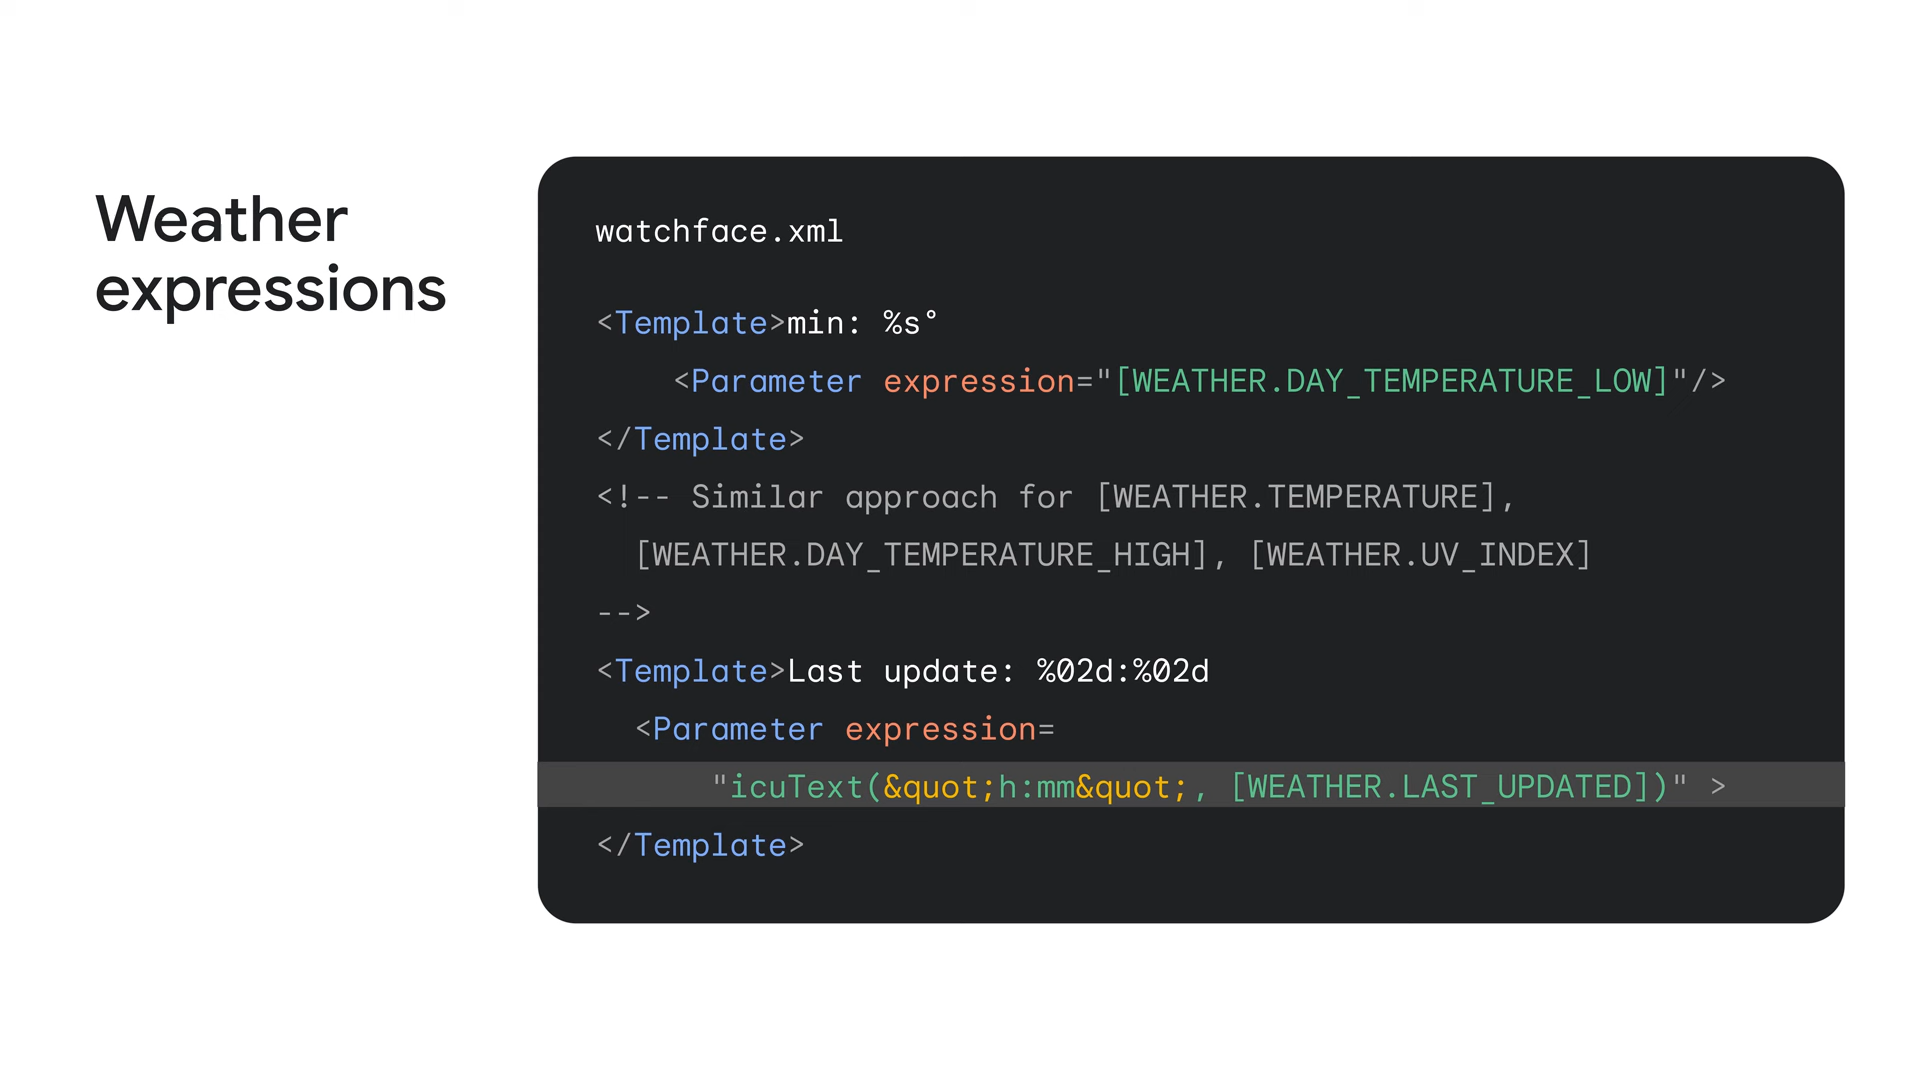 Weather
expressions
watchface.xml
<Template>min: %s°
<Parameter expression="[WEATHER.DAY_TEMPERATURE_LOW]"/>
</Template>
<!-- Similar approach for [WEATHER.TEMPERATURE],
[WEATHER.DAY_TEMPERATURE_HIGH], [WEATHER.UV_INDEX]
-->
<Template>Last update: %02d:%02d
<Parameter expression=
"icuText(&quot;h:mm&quot;, [WEATHER.LAST_UPDATED])" >
</Template>